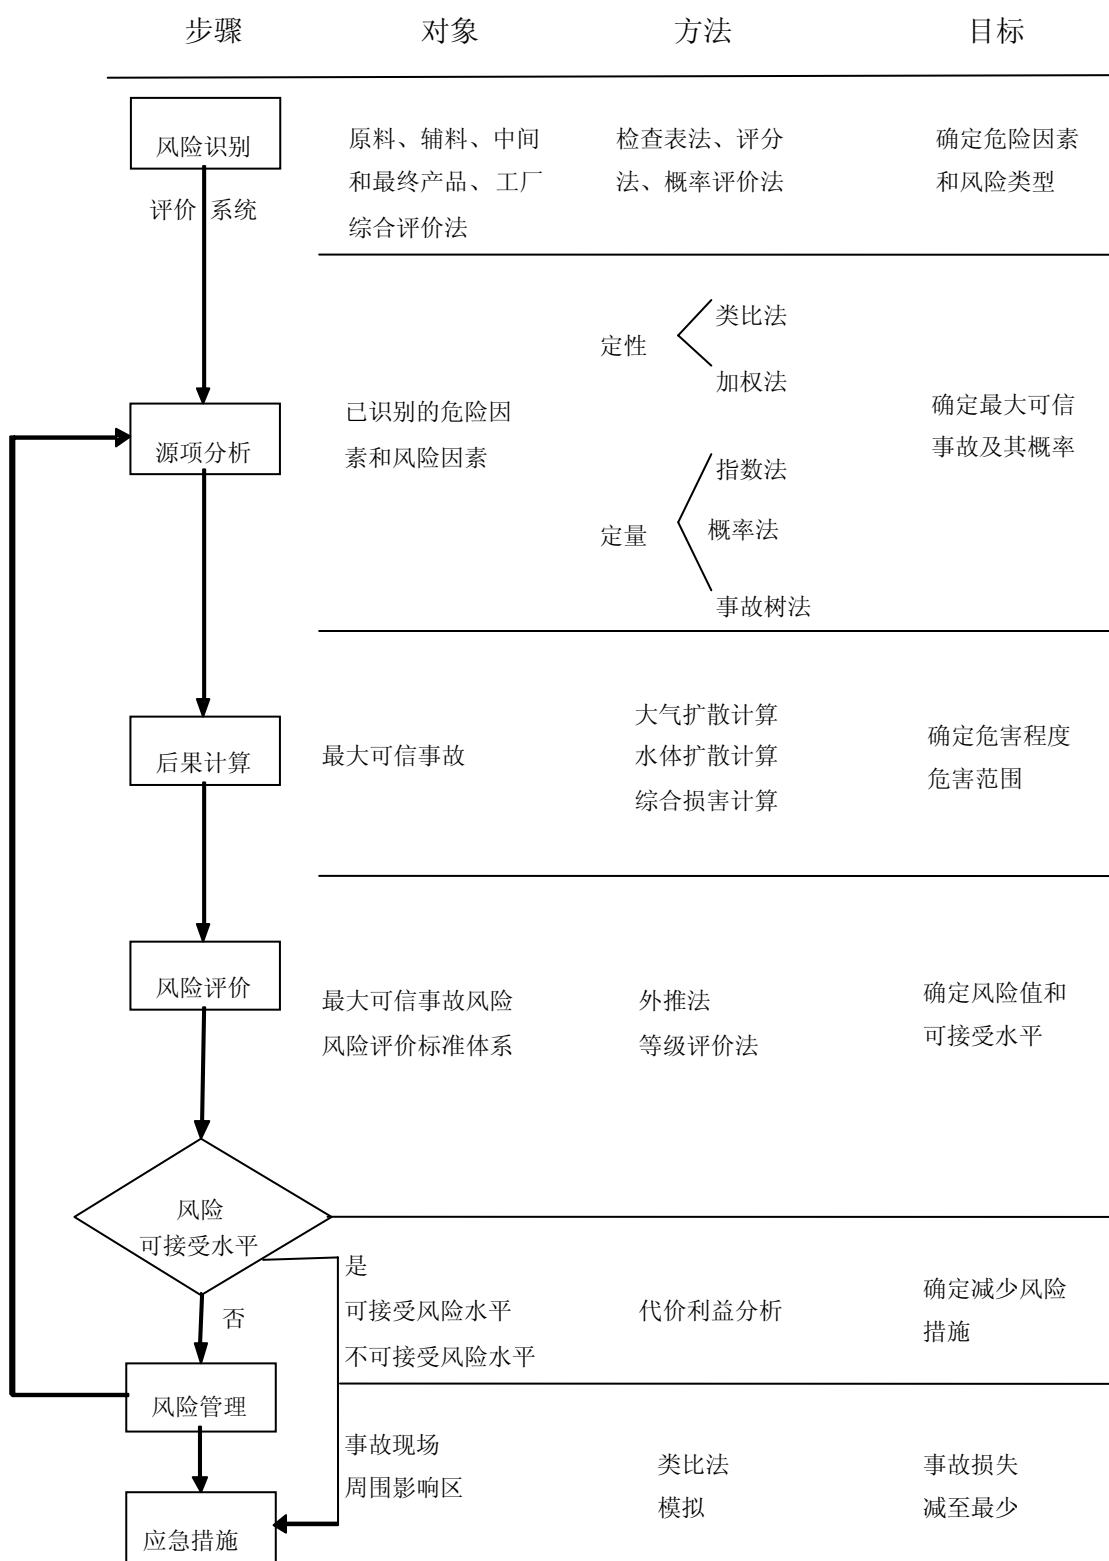 步骤 对象 方法 目标
风险识别
评价 系统
原料、辅料、中间
和最终产品、工厂
综合评价法
检查表法、评分
法、概率评价法
确定危险因素
和风险类型
源项分析
已识别的危险因
素和风险因素
定性
类比法
加权法
定量
指数法
概率法
事故树法
确定最大可信
事故及其概率
后果计算
最大可信事故
大气扩散计算
水体扩散计算
综合损害计算
确定危害程度
危害范围
风险评价
最大可信事故风险
风险评价标准体系
外推法
等级评价法
确定风险值和
可接受水平
风险
可接受水平
是
否
可接受风险水平
不可接受风险水平
代价利益分析
确定减少风险
措施
风险管理
事故现场
周围影响区
类比法
模拟
事故损失
减至最少
应急措施